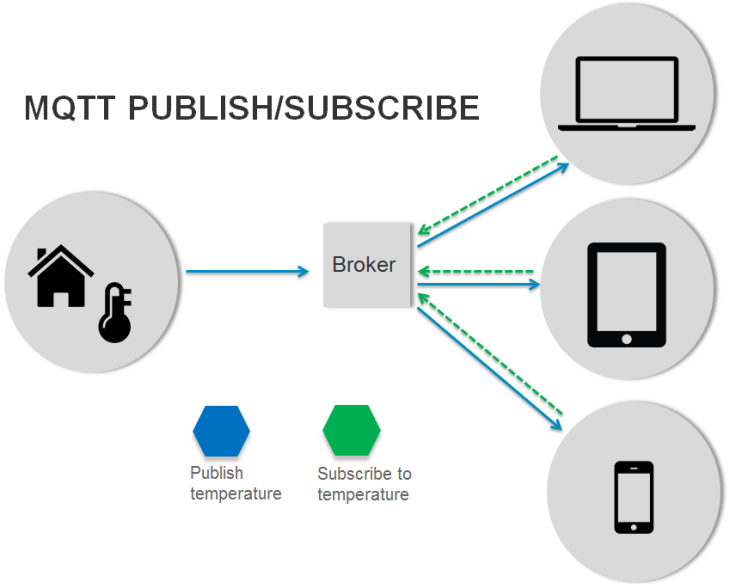 MQTT PUBLISH/SUBSCRIBE
Broker
Publish
temperature
Subscribe to
temperature